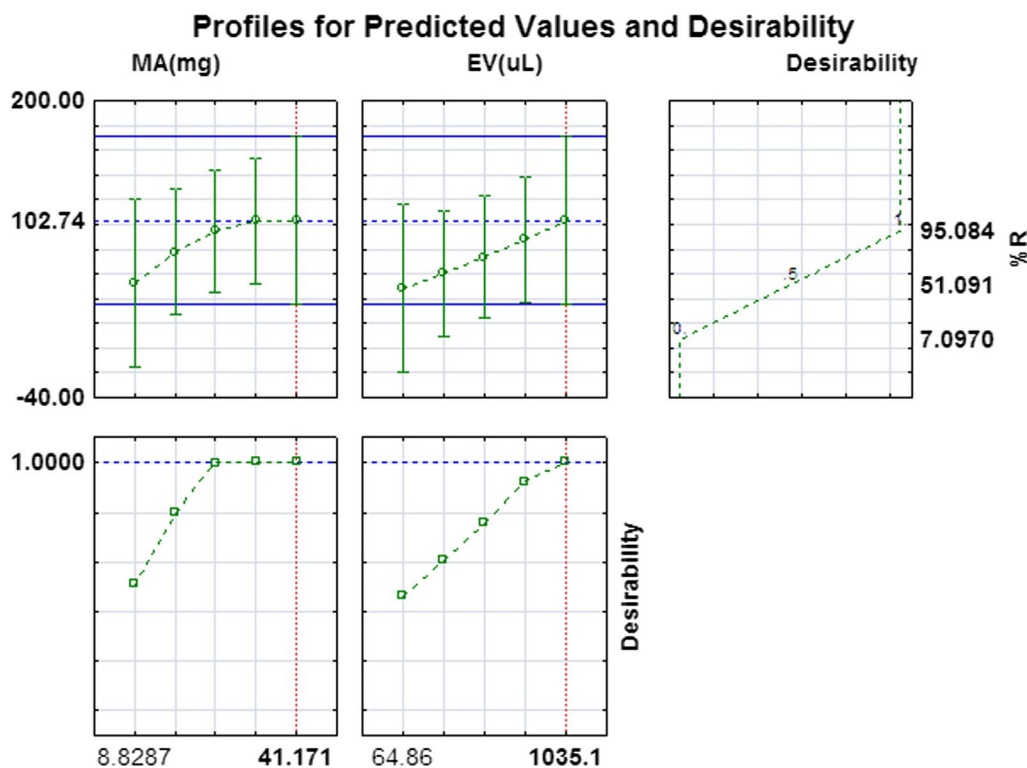 Profiles for Predicted Values and Desirability
MA(mg) EV(uL) Desirability
200.00
102.74
-40.00
1
.5
0.
95.084
51.091
7.0970
%R
1.0000
Desirability
8.8287 41.171 64.86 1035.1